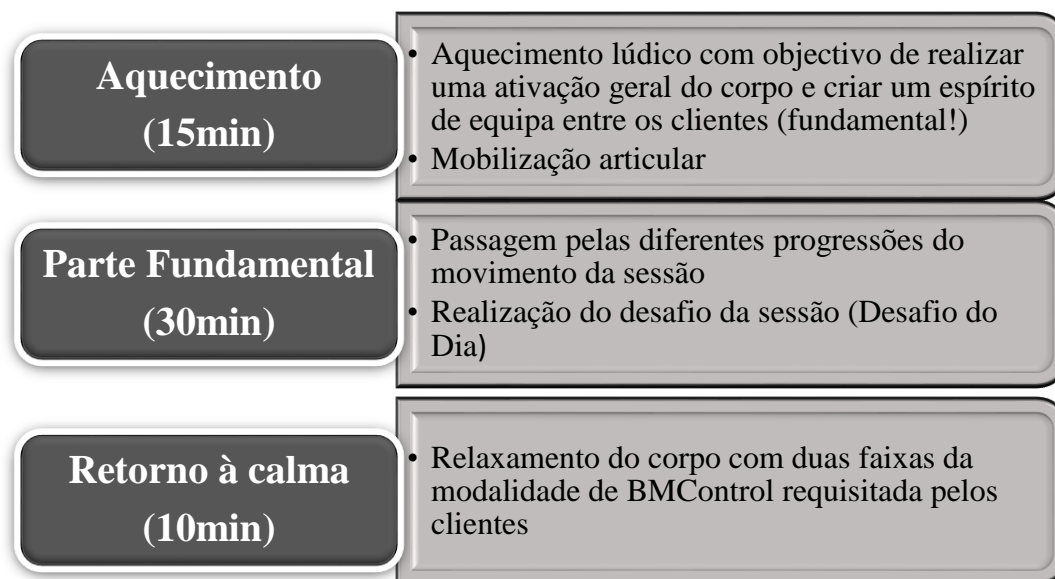 Aquecimento
(15min)
• Aquecimento lúdico com objectivo de realizar
uma ativação geral do corpo e criar um espírito
de equipa entre os clientes (fundamental!)
• Mobilização articular
Parte Fundamental
(30min)
• Passagem pelas diferentes progressões do
movimento da sessão
• Realização do desafio da sessão (Desafio do
Dia)
Retorno à calma
(10min)
• Relaxamento do corpo com duas faixas da
modalidade de BMControl requisitada pelos
clientes